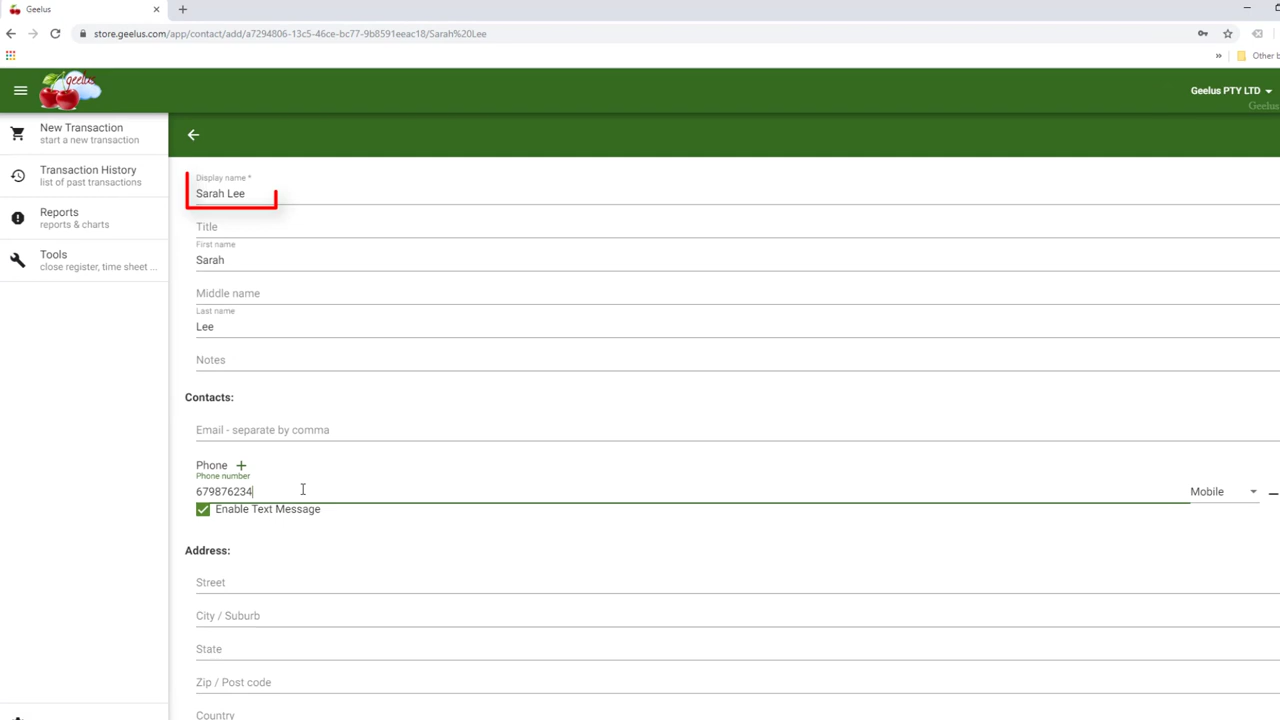 Geelus
store.geelus.com/app/contact/add/a7294806-13c5-46ce-bc77-9b8591eeac18/Sarah%20Lee
» Other b
geelus
Geelus PTY LTD
Geelus
New Transaction
start a new transaction
Transaction History
list of past transactions
Reports
reports & charts
Tools
close register, time sheet ...
Display name *
Sarah Lee
Title
First name
Sarah
Middle name
Last name
Lee
Notes
Contacts:
Email - separate by comma
Phone +
Phone number
679876234
Mobile
Enable Text Message
Address:
Street
City / Suburb
State
Zip / Post code
Country